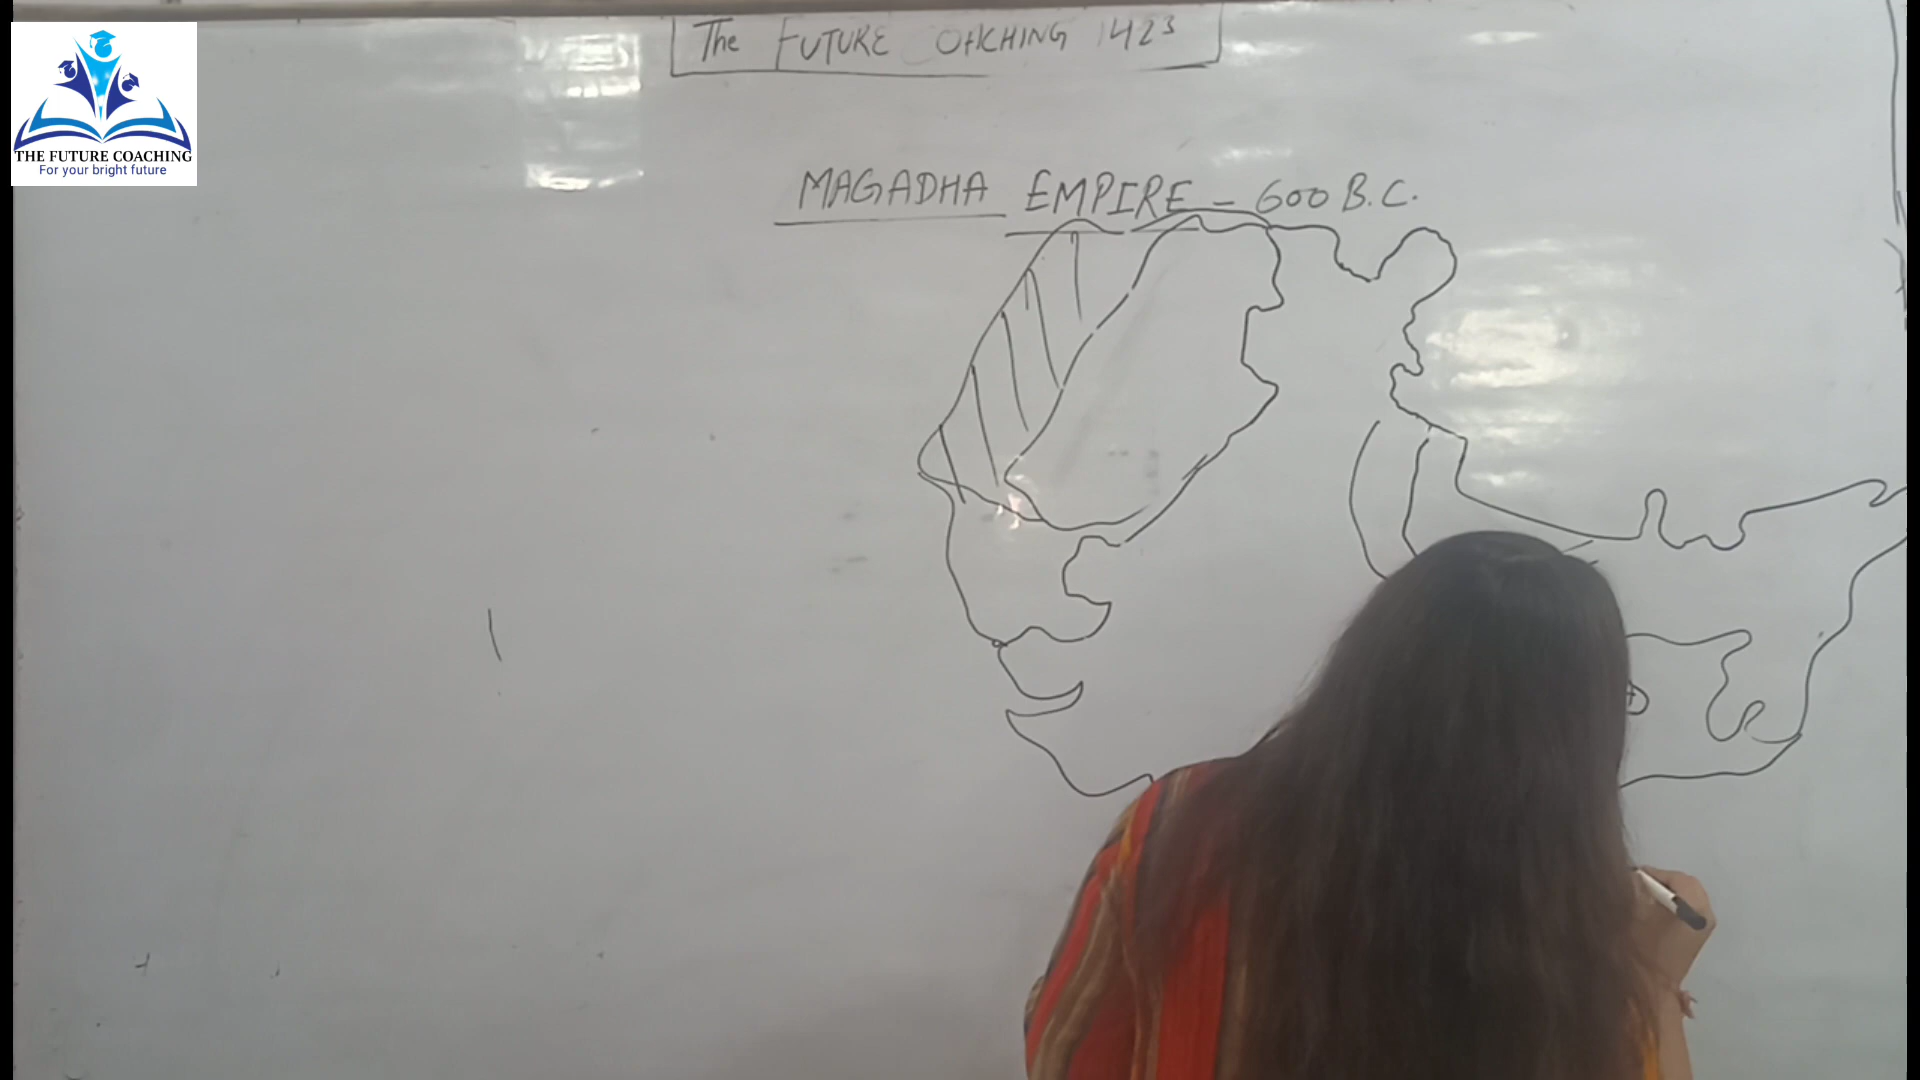 The FUTURE COACHING 1423
THE FUTURE COACHING
For your bright future
MAGADHA EMPIRE - 600 B.C.